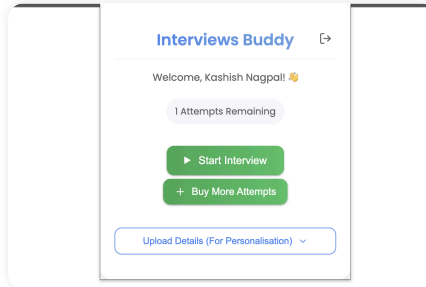 Interviews Buddy
Welcome, Kashish Nagpal! 👋
1 Attempts Remaining
Start Interview
+ Buy More Attempts
Upload Details (For Personalisation)